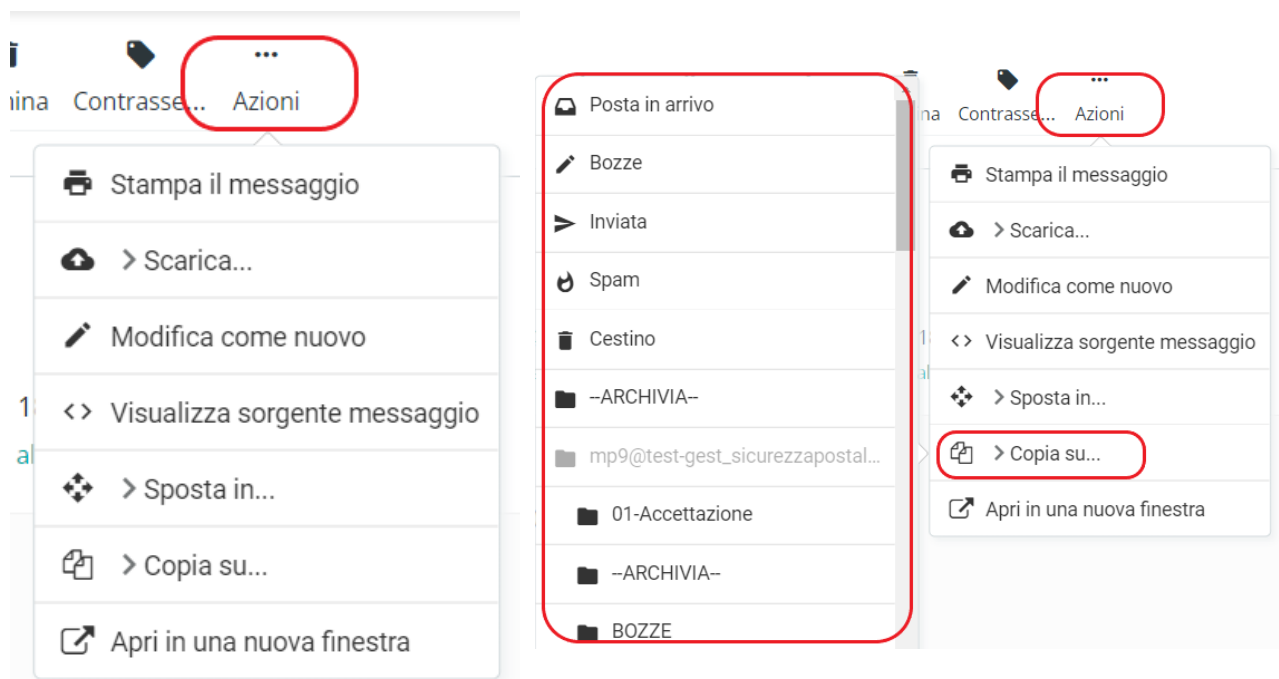 nina Contrasse... Azioni
Stampa il messaggio
> Scarica...
Modifica come nuovo
<> Visualizza sorgente messaggio
> Sposta in...
> Copia su...
Apri in una nuova finestra
Posta in arrivo
Bozze
Inviata
Spam
Cestino
--ARCHIVIA--
mp9@test-gest_sicurezzapostal...
01-Accettazione
--ARCHIVIA--
BOZZE
na Contrasse... Azioni
Stampa il messaggio
> Scarica...
Modifica come nuovo
<> Visualizza sorgente messaggio
> Sposta in...
> Copia su...
Apri in una nuova finestra